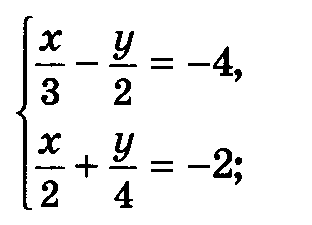 x/3 − y/2 = −4,
x/2 + y/4 = −2;